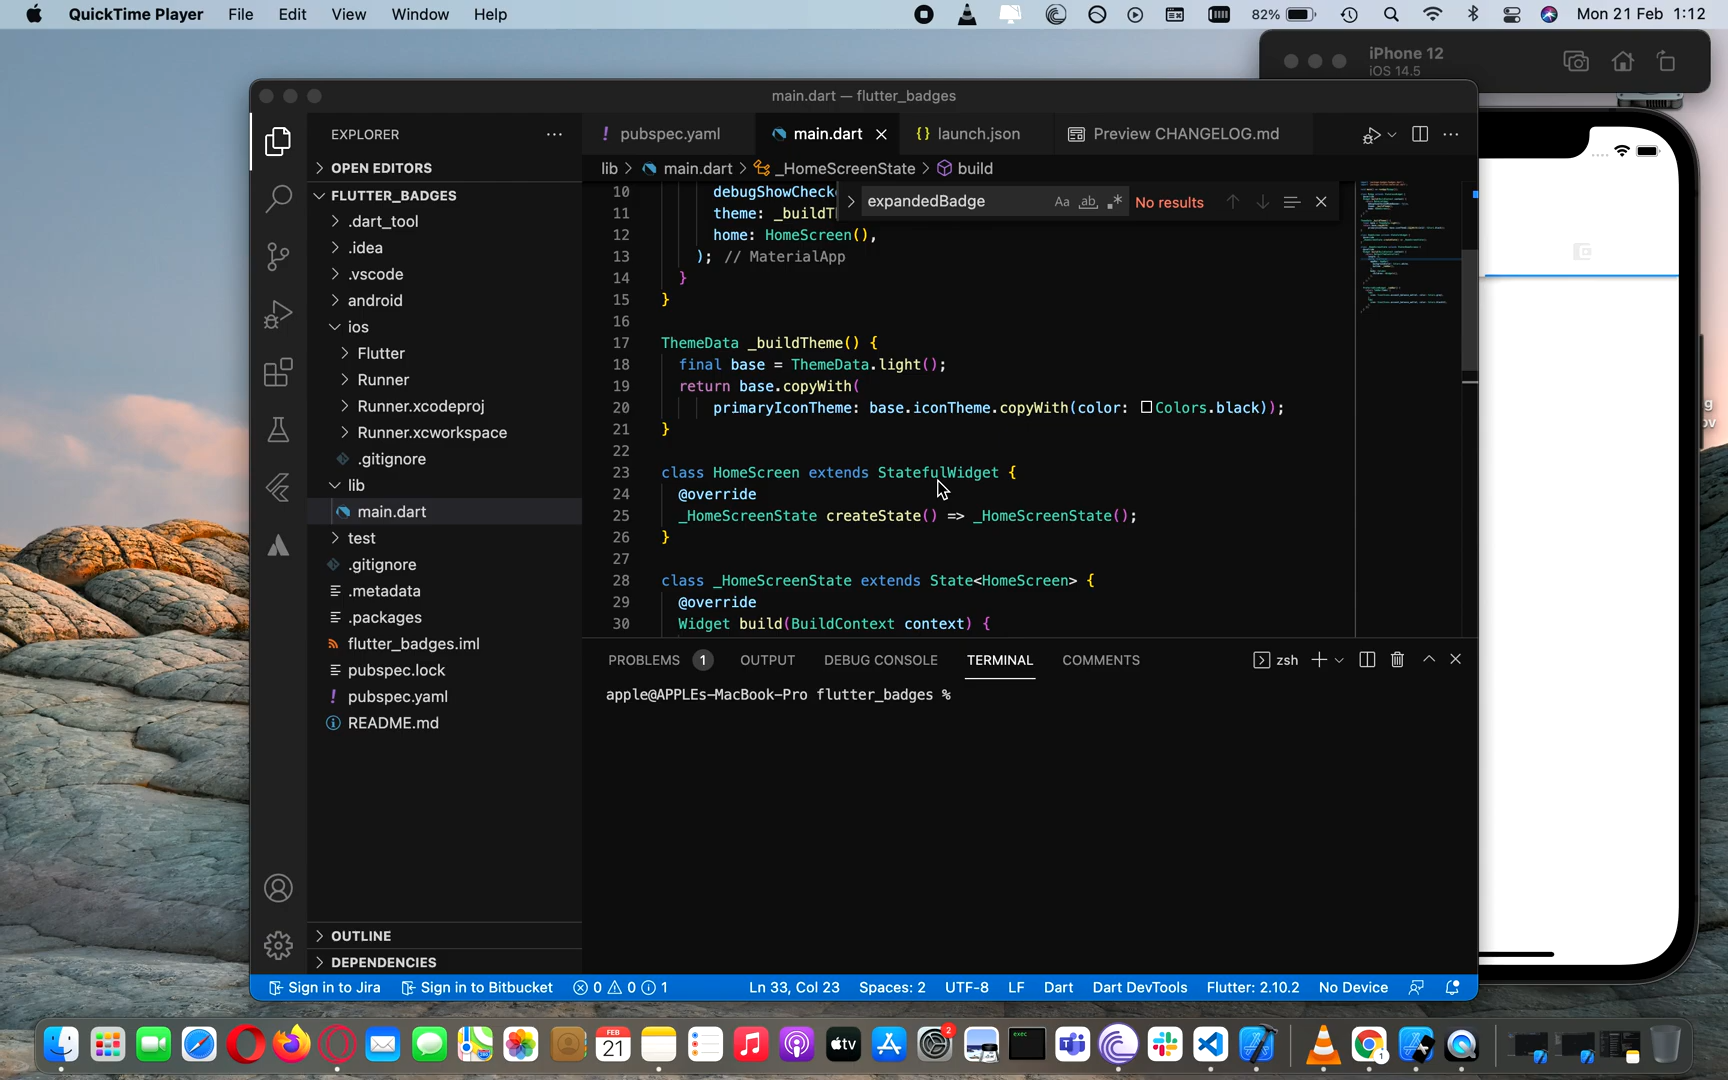 QuickTime Player File Edit View Window Help 82% Mon 21 Feb 1:12
iPhone 12
iOS 14.5
main.dart — flutter_badges
EXPLORER
pubspec.yaml main.dart launch.json Preview CHANGELOG.md
OPEN EDITORS
lib > main.dart > _HomeScreenState > build
FLUTTER_BADGES
.dart_tool
.idea
.vscode
android
ios
Flutter
Runner
Runner.xcodeproj
Runner.xcworkspace
.gitignore
lib
main.dart
test
.gitignore
.metadata
.packages
flutter_badges.iml
pubspec.lock
pubspec.yaml
README.md
OUTLINE
DEPENDENCIES
expandedBadge Aa ab .* No results
10 debugShowChecke
11 theme: _buildT
12 home: HomeScreen(),
13 ); // MaterialApp
14 }
15 }
16
17 ThemeData _buildTheme() {
18 final base = ThemeData.light();
19 return base.copyWith(
20 primaryIconTheme: base.iconTheme.copyWith(color: Colors.black));
21 }
22
23 class HomeScreen extends StatefulWidget {
24 @override
25 _HomeScreenState createState() => _HomeScreenState();
26 }
27
28 class _HomeScreenState extends State<HomeScreen> {
29 @override
30 Widget build(BuildContext context) {
PROBLEMS 1 OUTPUT DEBUG CONSOLE TERMINAL COMMENTS zsh
apple@APPLEs-MacBook-Pro flutter_badges %
Sign in to Jira Sign in to Bitbucket 0 0 1 Ln 33, Col 23 Spaces: 2 UTF-8 LF Dart Dart DevTools Flutter: 2.10.2 No Device
FEB
21
tv
2
exec
1